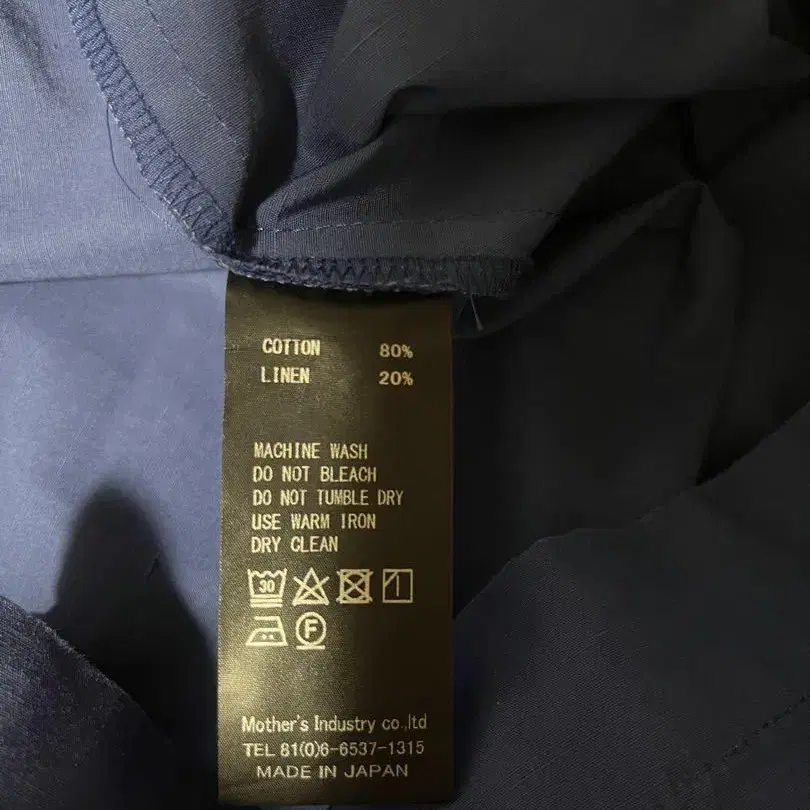 COTTON 80%
LINEN 20%
MACHINE WASH
DO NOT BLEACH
DO NOT TUMBLE DRY
USE WARM IRON
DRY CLEAN
30
F
Mother's Industry co.,ltd
TEL 81(0)6-6537-1315
MADE IN JAPAN